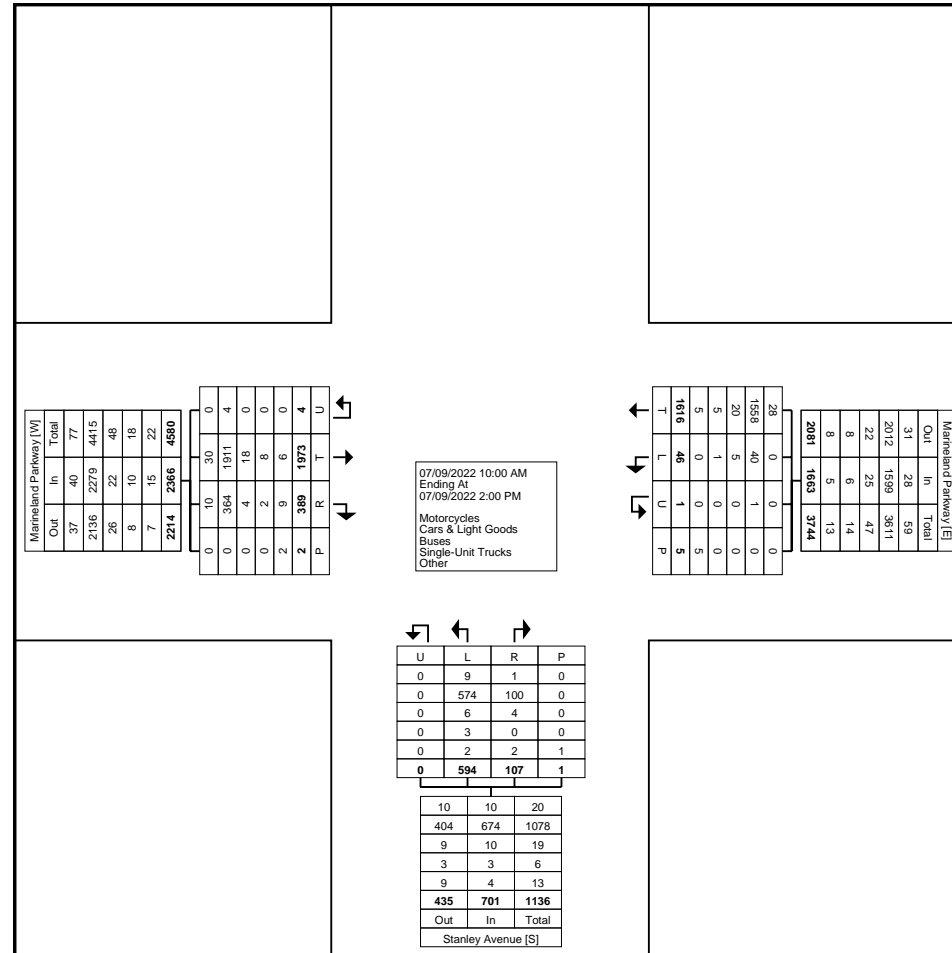 Marineland Parkway [W]
Out In Total
37 40 77
2136 2279 4415
26 22 48
8 10 18
7 15 22
2214 2366 4580
0 10 30 0
0 364 1911 4
0 4 18 0
0 2 8 0
2 9 6 0
2 389 1973 4
P R T U
07/09/2022 10:00 AM
Ending At
07/09/2022 2:00 PM
Motorcycles
Cars & Light Goods
Buses
Single-Unit Trucks
Other
Marineland Parkway [E]
Out In Total
31 28 59
2012 1599 3611
22 25 47
8 6 14
8 5 13
2081 1663 3744
28 0 0 0
1558 40 1 0
20 5 0 0
5 1 0 0
5 0 0 5
1616 46 1 5
T L U P
U L R P
0 9 1 0
0 574 100 0
0 6 4 0
0 3 0 0
0 2 2 1
0 594 107 1
10 10 20
404 674 1078
9 10 19
3 3 6
9 4 13
435 701 1136
Out In Total
Stanley Avenue [S]